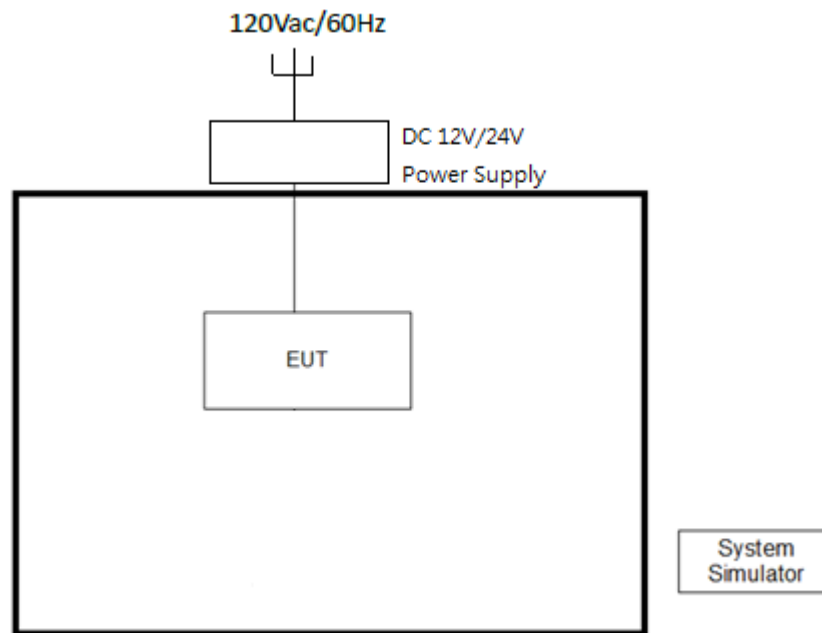 120Vac/60Hz
DC 12V/24V
Power Supply
EUT
System
Simulator